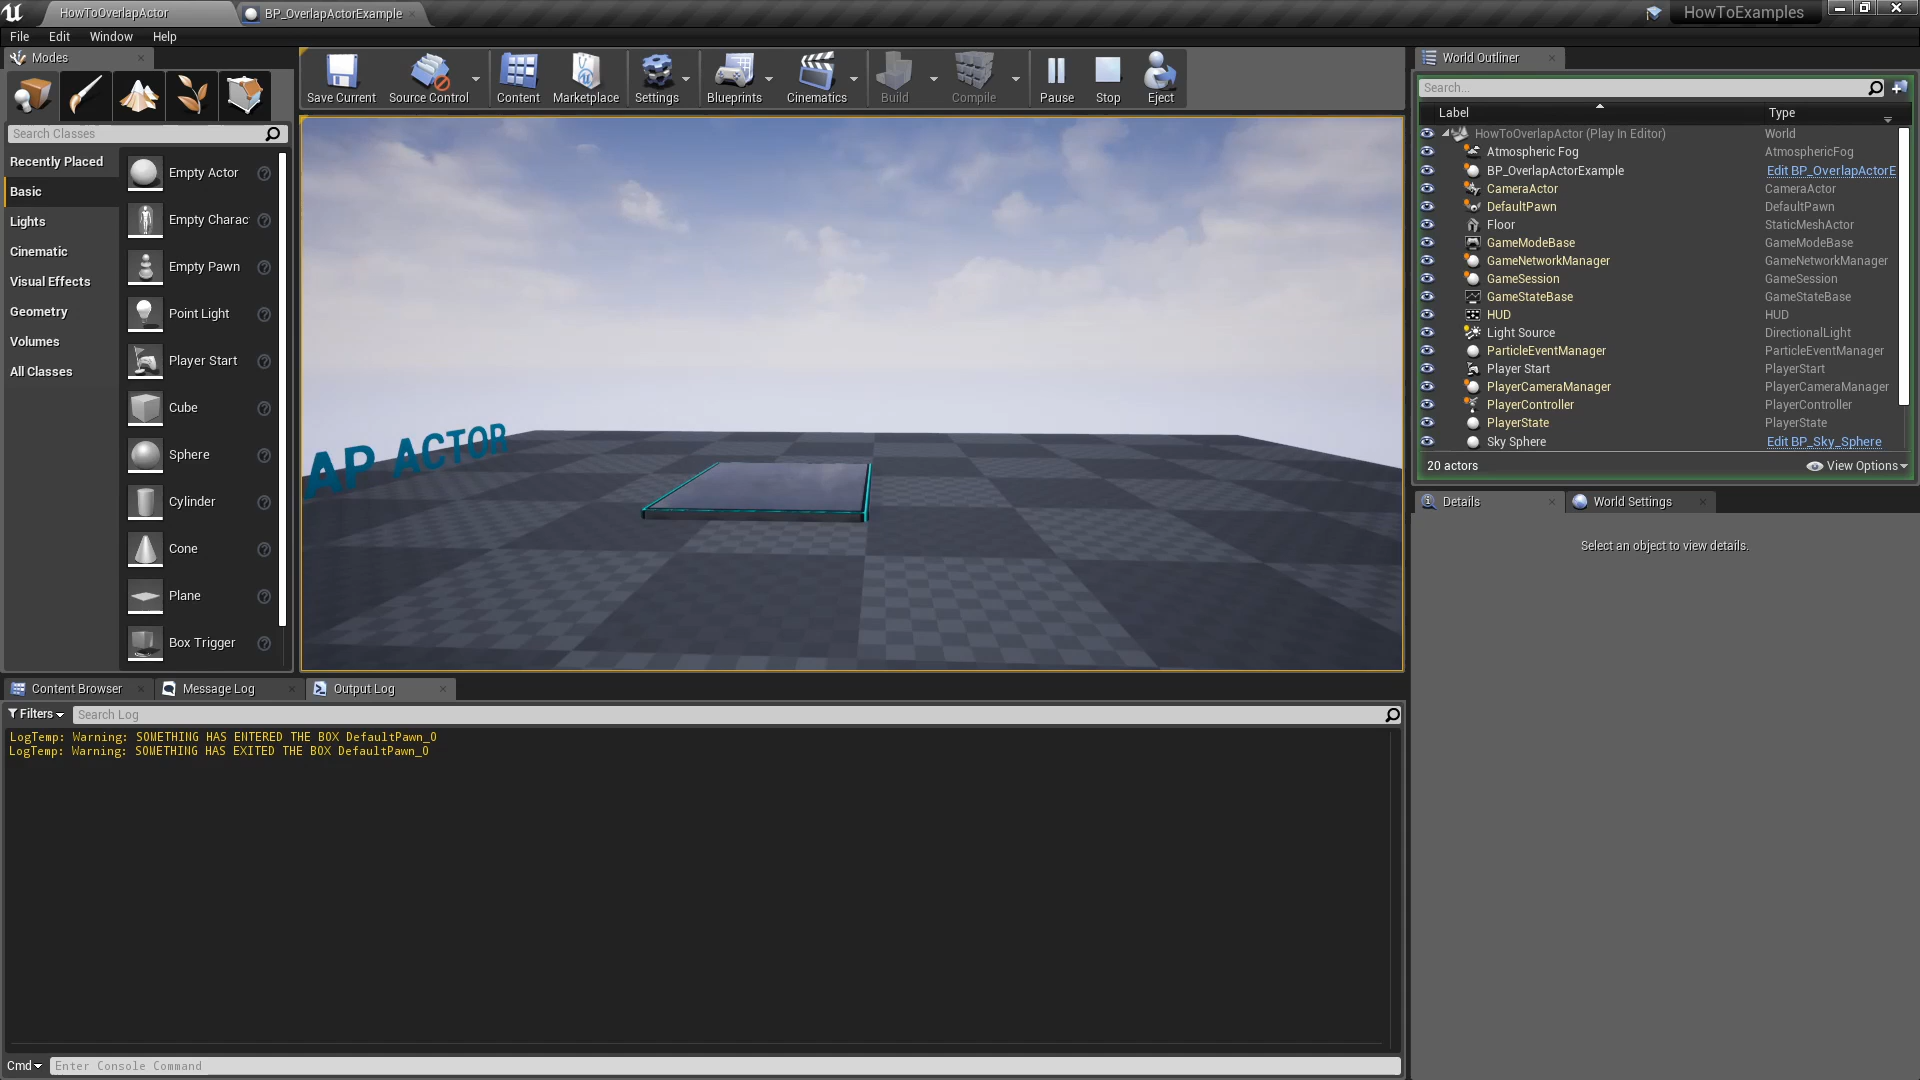 HowToOverlapActor
BP_OverlapActorExample
HowToExamples
File Edit Window Help
Modes
Search Classes
Recently Placed
Basic
Lights
Cinematic
Visual Effects
Geometry
Volumes
All Classes
Empty Actor
Empty Charac
Empty Pawn
Point Light
Player Start
Cube
Sphere
Cylinder
Cone
Plane
Box Trigger
Save Current
Source Control
Content
Marketplace
Settings
Blueprints
Cinematics
Build
Compile
Pause
Stop
Eject
AP ACTOR
World Outliner
Search...
Label Type
HowToOverlapActor (Play In Editor) World
Atmospheric Fog AtmosphericFog
BP_OverlapActorExample Edit BP_OverlapActorE
CameraActor CameraActor
DefaultPawn DefaultPawn
Floor StaticMeshActor
GameModeBase GameModeBase
GameNetworkManager GameNetworkManager
GameSession GameSession
GameStateBase GameStateBase
HUD HUD
Light Source DirectionalLight
ParticleEventManager ParticleEventManager
Player Start PlayerStart
PlayerCameraManager PlayerCameraManager
PlayerController PlayerController
PlayerState PlayerState
Sky Sphere Edit BP_Sky_Sphere
20 actors View Options
Details
World Settings
Select an object to view details.
Content Browser
Message Log
Output Log
Filters
Search Log
LogTemp: Warning: SOMETHING HAS ENTERED THE BOX DefaultPawn_0
LogTemp: Warning: SOMETHING HAS EXITED THE BOX DefaultPawn_0
Cmd
Enter Console Command